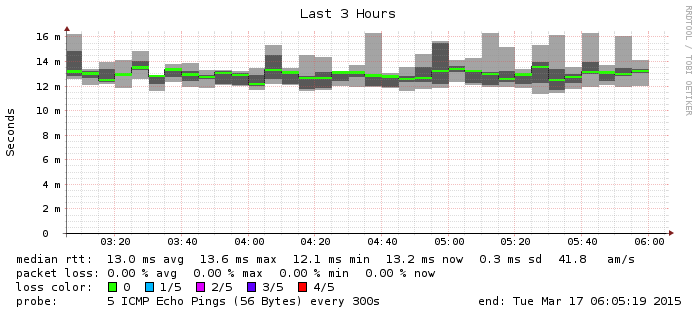 Last 3 Hours
RRDTOOL / TOBI OETIKER
Seconds
16 m
14 m
12 m
10 m
8 m
6 m
4 m
2 m
0
03:20 03:40 04:00 04:20 04:40 05:00 05:20 05:40 06:00
median rtt: 13.0 ms avg 13.6 ms max 12.1 ms min 13.2 ms now 0.3 ms sd 41.8 am/s
packet loss: 0.00 % avg 0.00 % max 0.00 % min 0.00 % now
loss color: 0 1/5 2/5 3/5 4/5
probe: 5 ICMP Echo Pings (56 Bytes) every 300s end: Tue Mar 17 06:05:19 2015